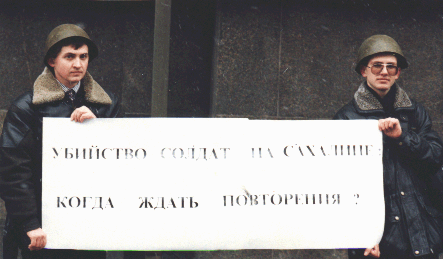 УБИЙСТВО СОЛДАТ НА САХАЛИНЕ:
КОГДА ЖДАТЬ ПОВТОРЕНИЯ?